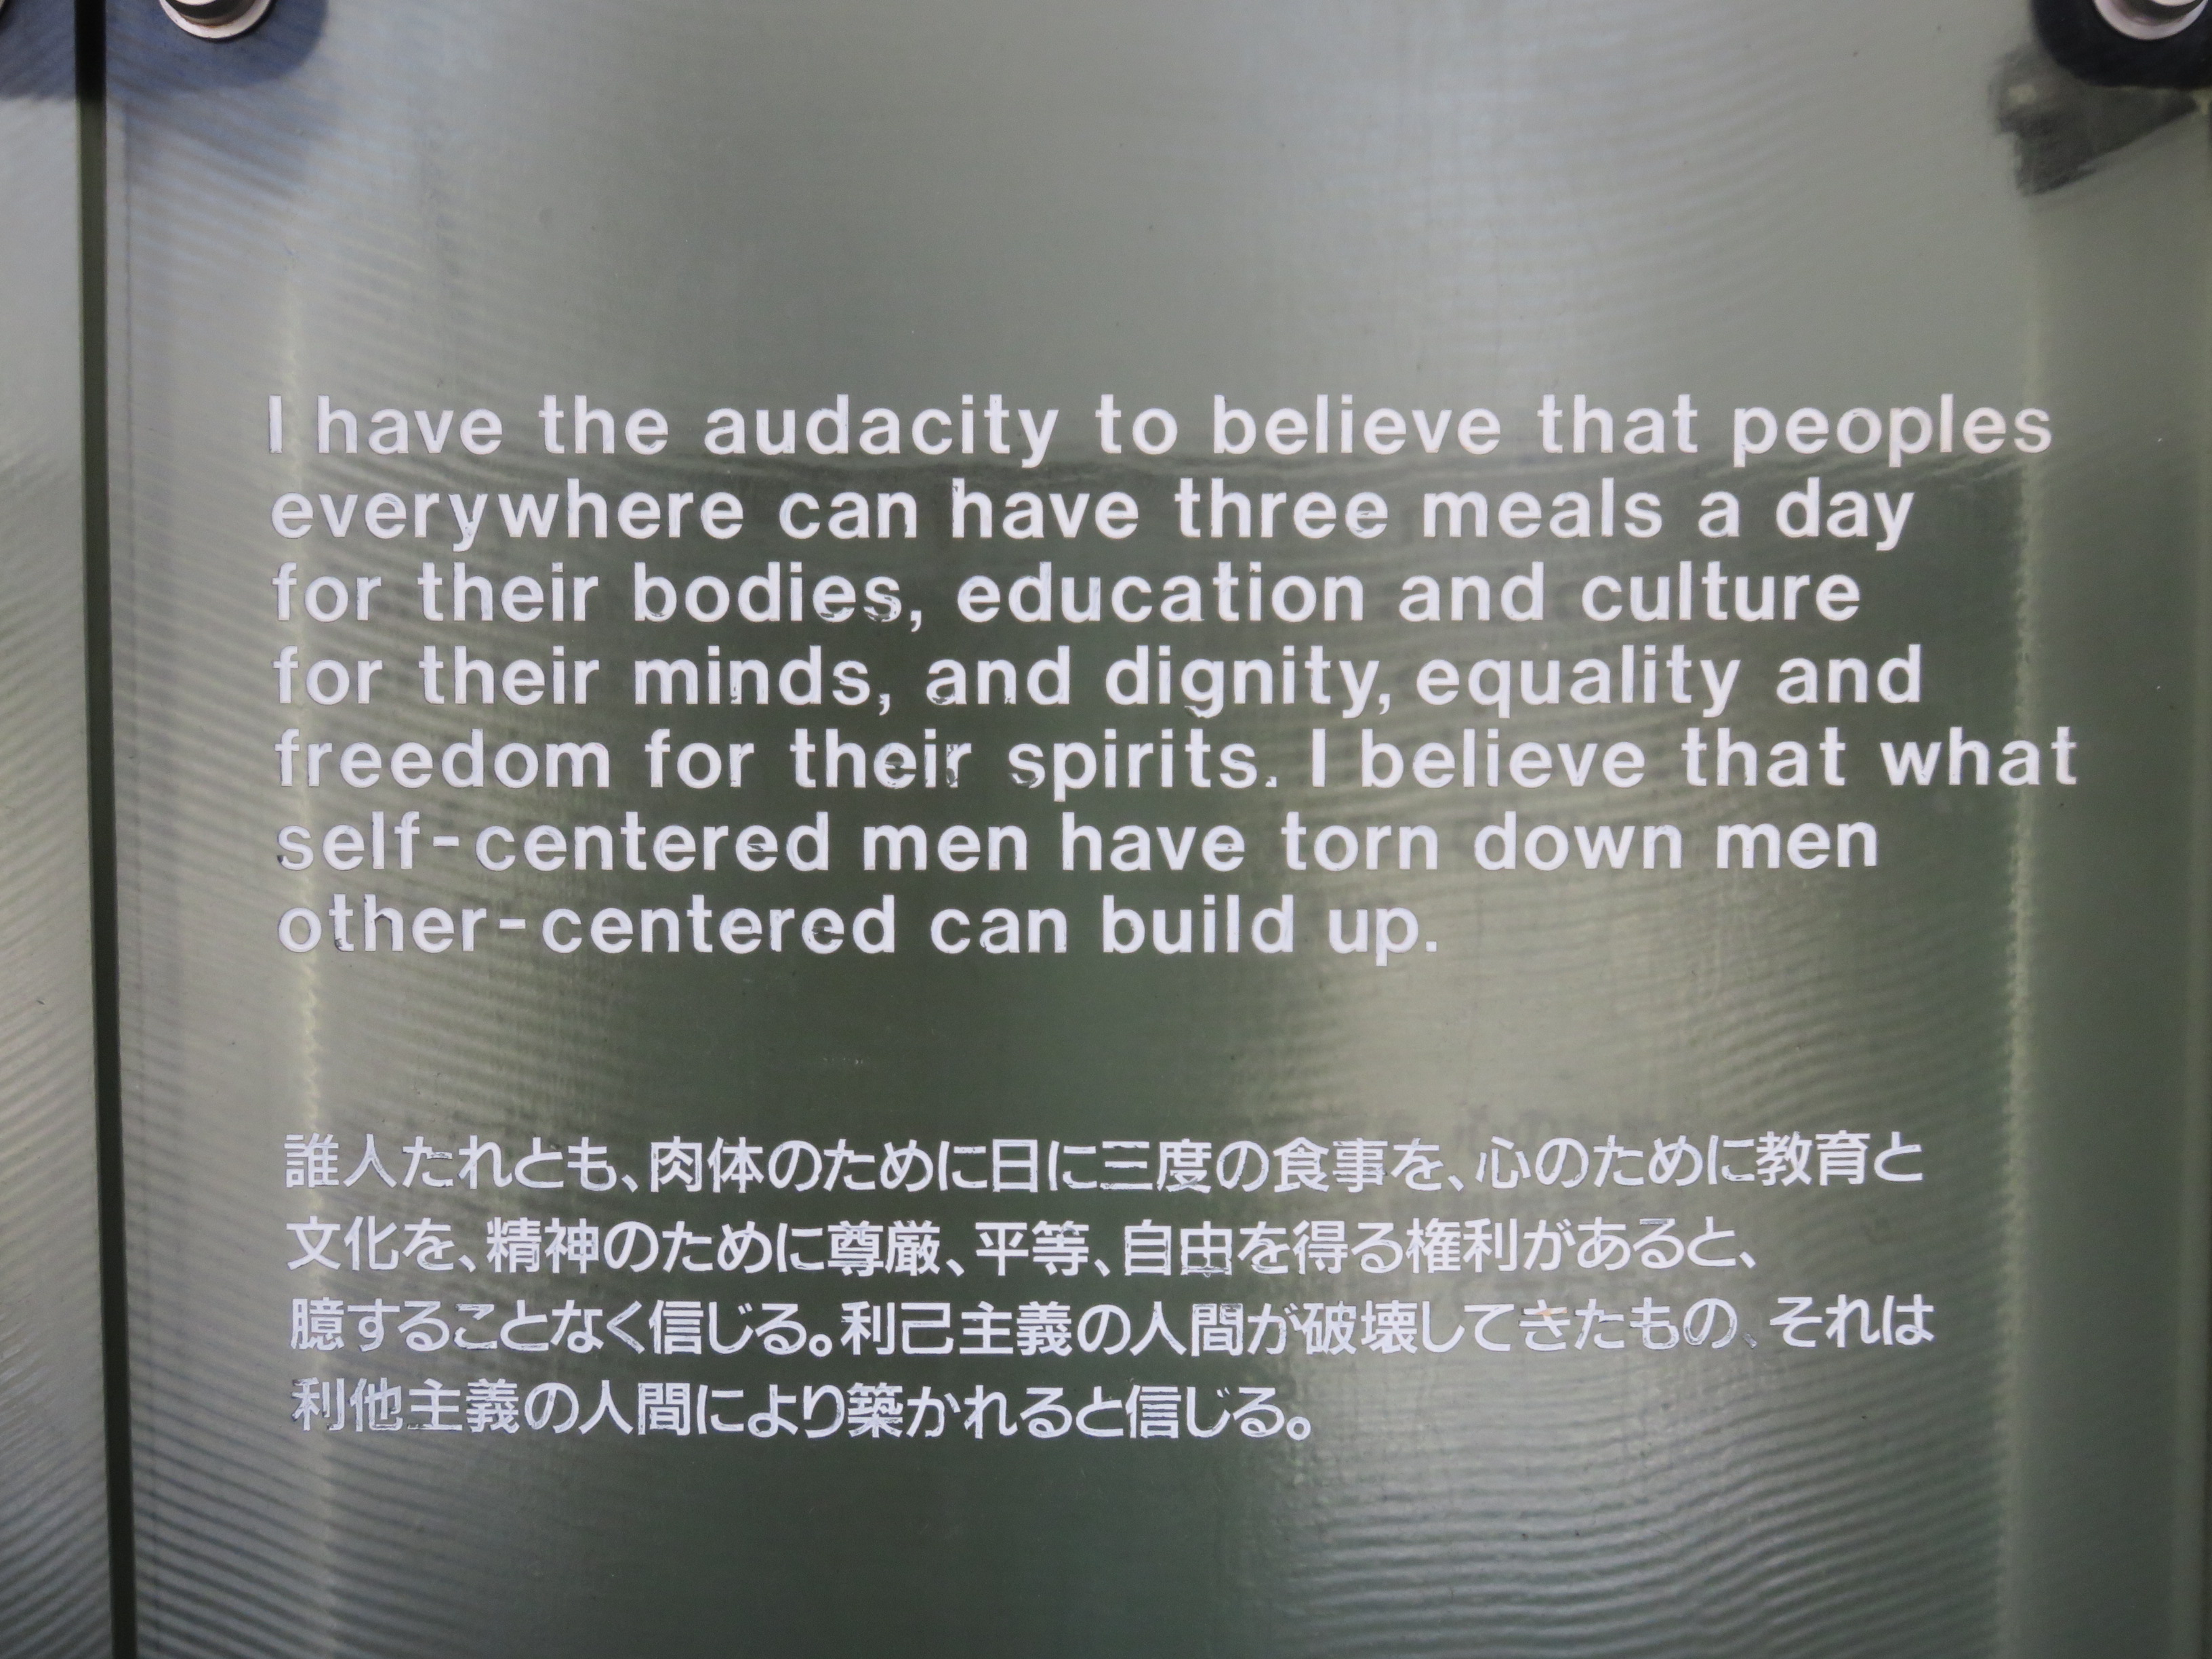 I have the audacity to believe that peoples
everywhere can have three meals a day
for their bodies, education and culture
for their minds, and dignity, equality and
freedom for their spirits. I believe that what
self-centered men have torn down men
other-centered can build up.
誰人たれとも、肉体のために日に三度の食事を、心のために教育と
文化を、精神のために尊厳、平等、自由を得る権利があると、
臆することなく信じる。利己主義の人間が破壊してきたもの、それは
利他主義の人間により築かれると信じる。